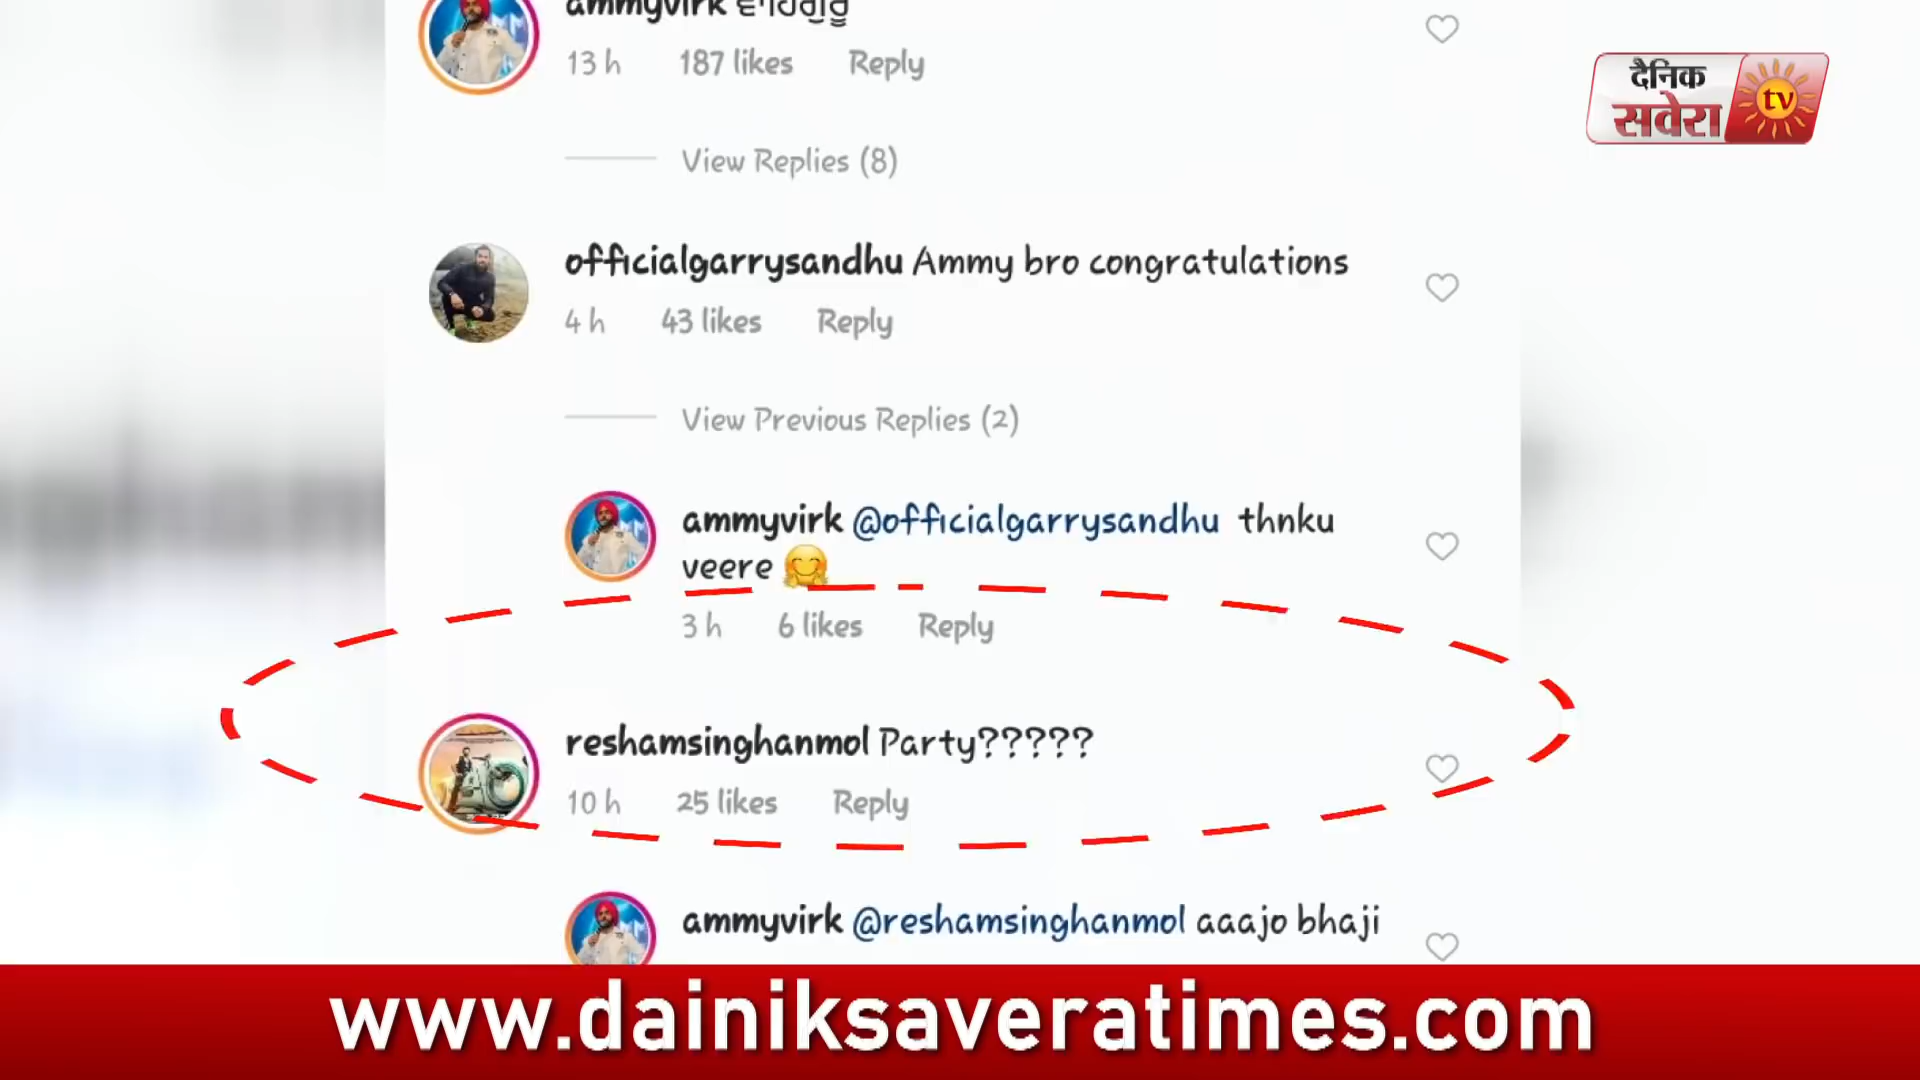 ammyvirk ਵਾਹਿਗੁਰੂ
13 h 187 likes Reply
दैनिक
सवेरा tv
View Replies (8)
officialgarrysandhu Ammy bro congratulations
4 h 43 likes Reply
View Previous Replies (2)
ammyvirk @officialgarrysandhu thnku
veere 🤗
3 h 6 likes Reply
reshamsinghanmol Party?????
10 h 25 likes Reply
ammyvirk @reshamsinghanmol aaajo bhaji
www.dainiksaveratimes.com